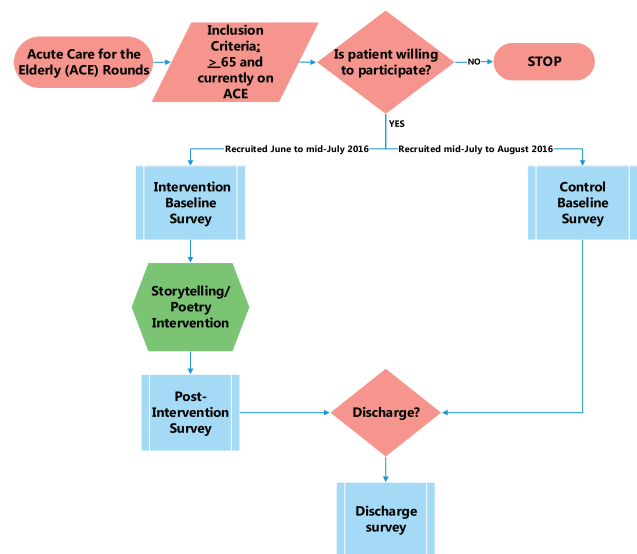 Acute Care for the
Elderly (ACE) Rounds
Inclusion
Criteria:
> 65 and
currently on
ACE
Is patient willing
to participate?
NO
STOP
YES
Recruited June to mid-July 2016
Recruited mid-July to August 2016
Intervention
Baseline
Survey
Control
Baseline
Survey
Storytelling/
Poetry
Intervention
Post-
Intervention
Survey
Discharge?
Discharge
survey